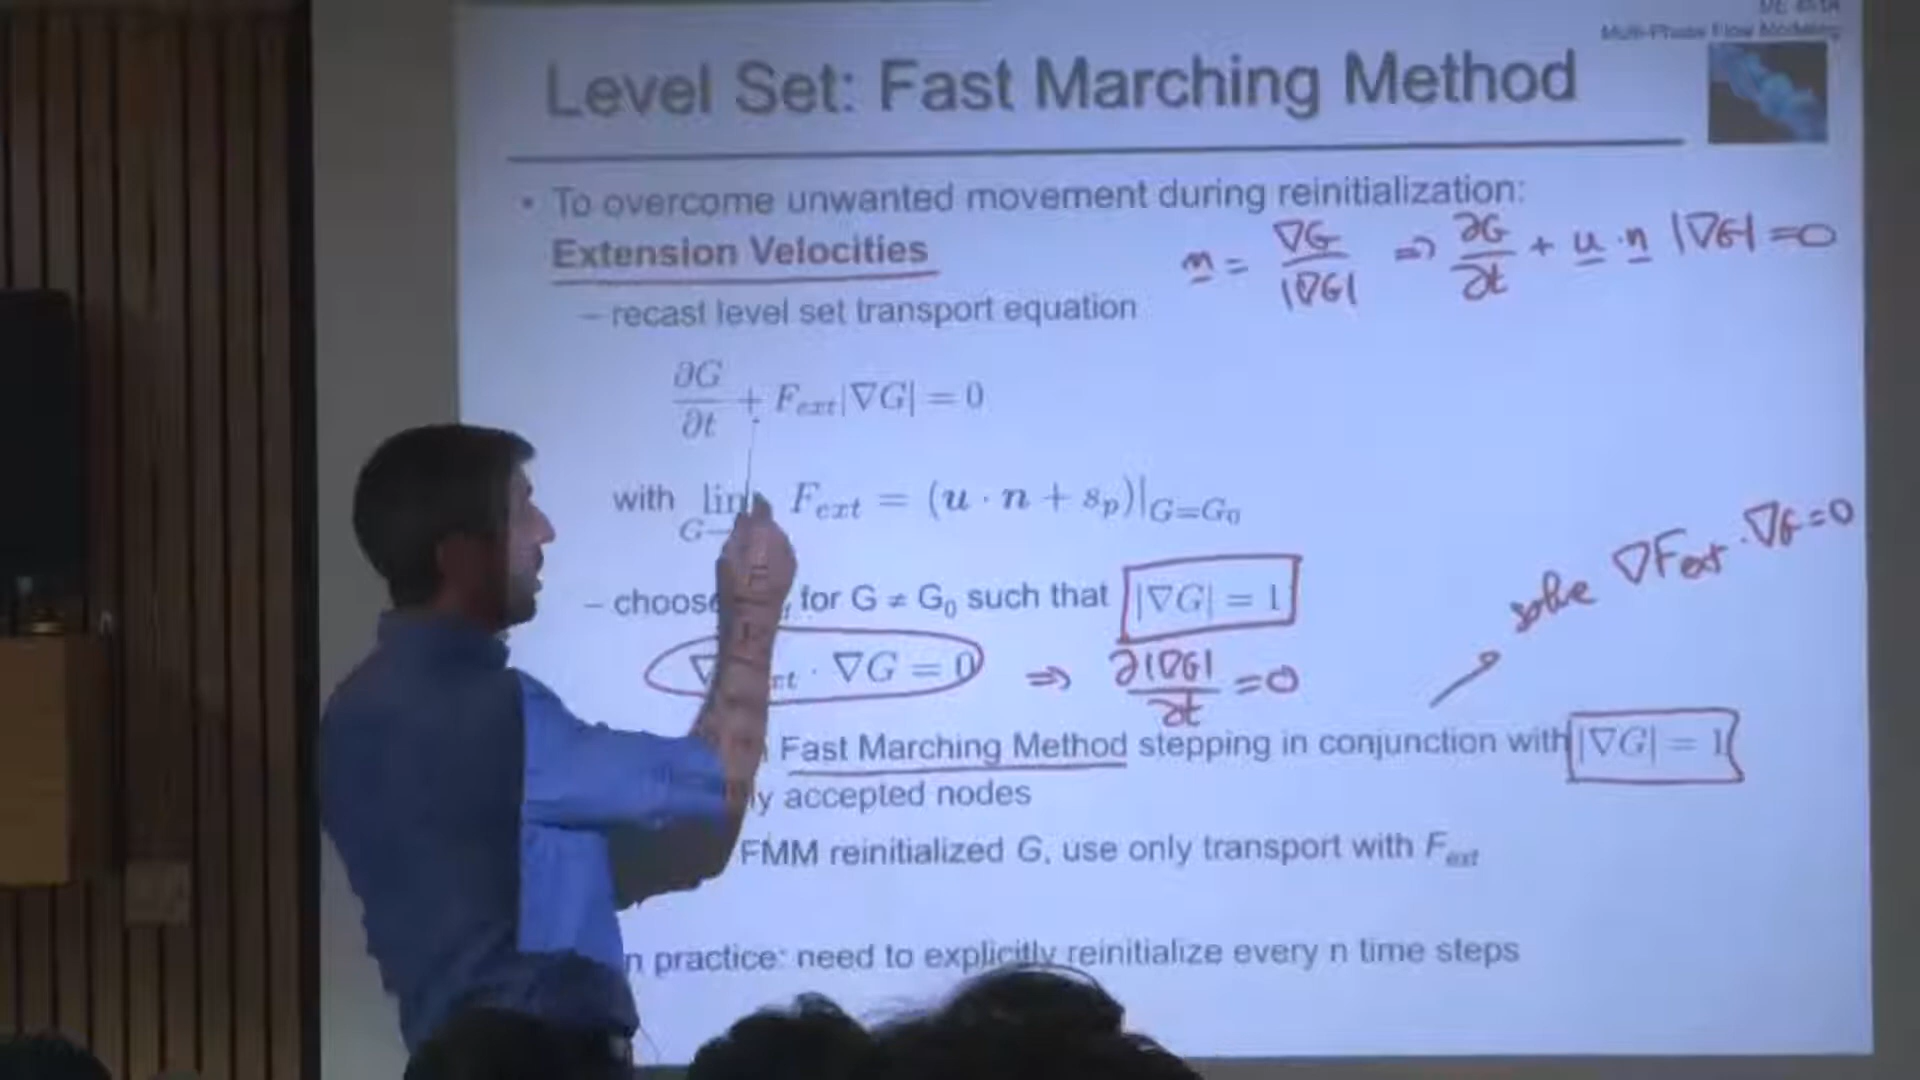 Multi-Phase Flow Modeling
Level Set: Fast Marching Method
• To overcome unwanted movement during reinitialization:
Extension Velocities
n = ∇G / |∇G| ⇒ ∂G/∂t + u · n |∇G| = 0
– recast level set transport equation
∂G/∂t + F_ext|∇G| = 0
with lim G→ F_ext = (u · n + s_p)|_{G=G_0}
– choose for G ≠ G_0 such that |∇G| = 1
solve ∇F_ext · ∇G = 0
∇ · ∇G = 0 ⇒ ∂|∇G|/∂t = 0
Fast Marching Method stepping in conjunction with |∇G| = 1
accepted nodes
FMM reinitialized G, use only transport with F_ext
practice: need to explicitly reinitialize every n time steps